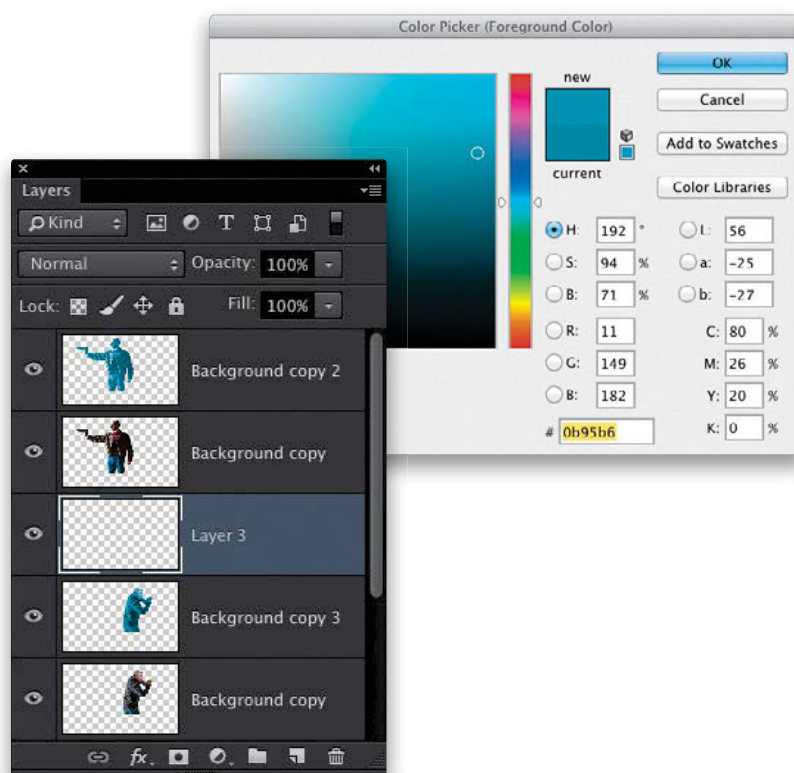 Color Picker (Foreground Color)
new
current
OK
Cancel
Add to Swatches
Color Libraries
H: 192 °
S: 94 %
B: 71 %
R: 11
G: 149
B: 182
# 0b95b6
L: 56
a: -25
b: -27
C: 80 %
M: 26 %
Y: 20 %
K: 0 %
Layers
Kind
Normal
Opacity: 100%
Lock:
Fill: 100%
Background copy 2
Background copy
Layer 3
Background copy 3
Background copy
fx